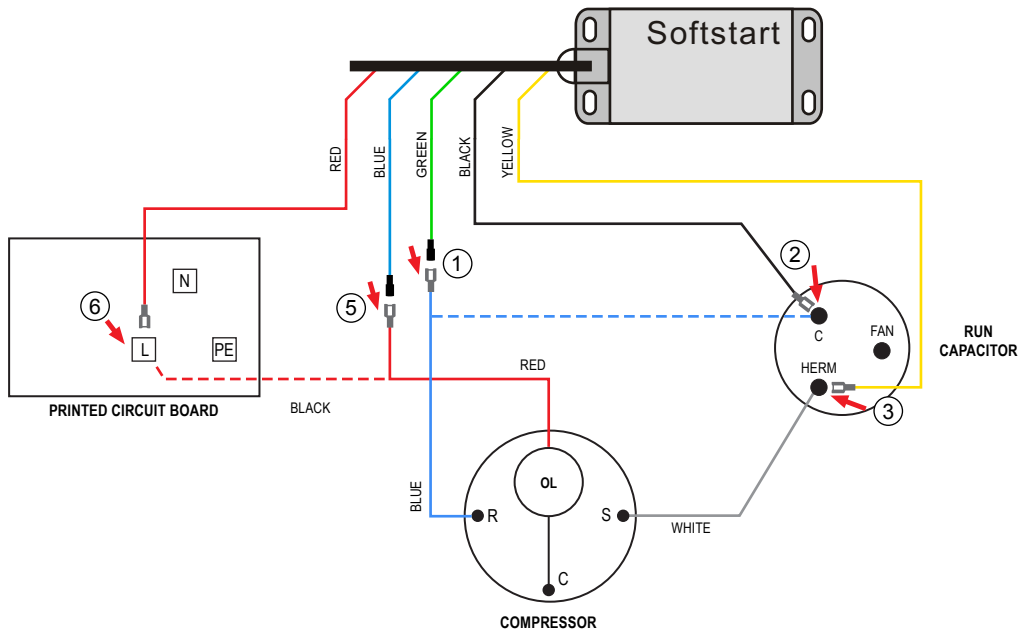 Softstart
RED
BLUE
GREEN
BLACK
YELLOW
1
2
N
6
5
L
PE
C
FAN
RUN
CAPACITOR
HERM
3
RED
BLACK
PRINTED CIRCUIT BOARD
OL
BLUE
R
S
WHITE
C
COMPRESSOR